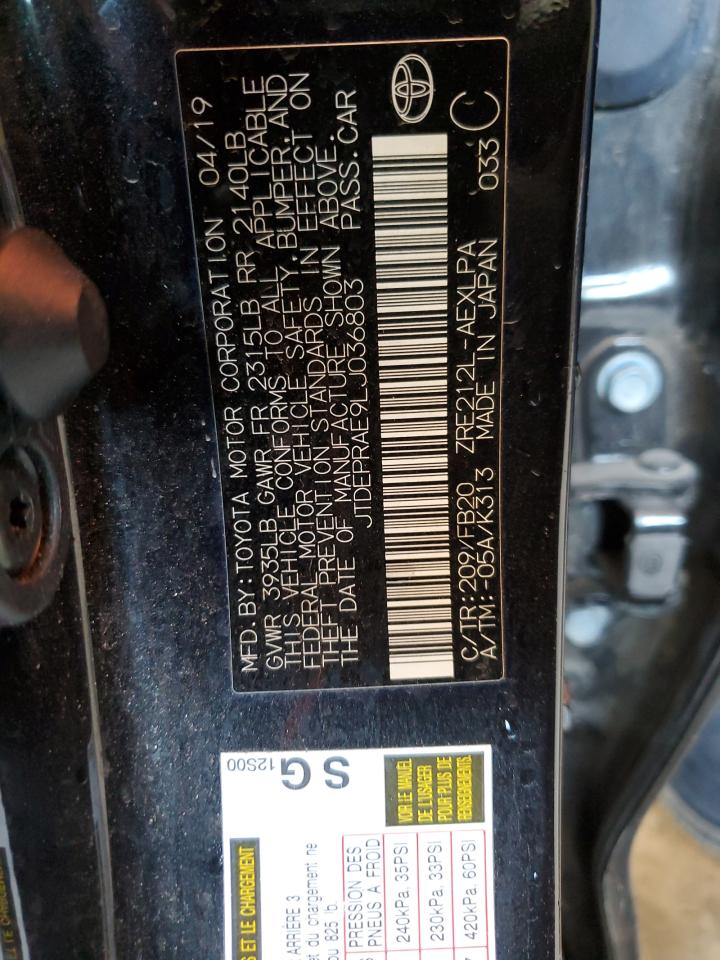 MFD. BY: TOYOTA MOTOR CORPORATION 04/19
GVWR 3935LB GAWR FR 2315LB RR 2140LB
THIS VEHICLE CONFORMS TO ALL APPLICABLE
FEDERAL MOTOR VEHICLE SAFETY, BUMPER, AND
THEFT PREVENTION STANDARDS IN EFFECT ON
THE DATE OF MANUFACTURE SHOWN ABOVE.
JTDEPRAE9LJ036803 PASS. CAR
C/TR: 209/FB20 ZRE212L-AEXLPA 033 C
A/TM: -05A/K313 MADE IN JAPAN
12S00
SG
S ET LE CHARGEMENT
ARRIÈRE 3
et du chargement ne
ou 825 lb.
PRESSION DES
PNEUS A FROID
240kPa, 35PSI
230kPa, 33PSI
420kPa, 60PSI
VOIR LE MANUEL
DE L'USAGER
POUR PLUS DE
RENSEIGNEMENTS